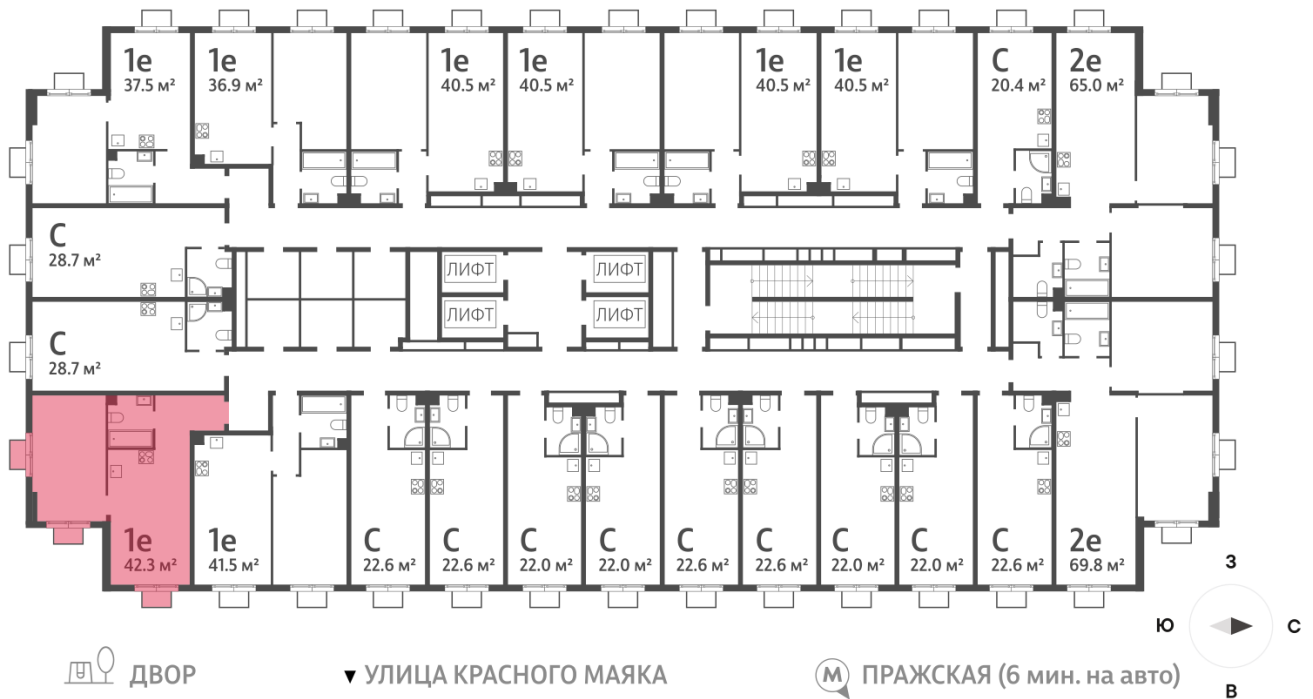 1е
37.5 м²
1е
36.9 м²
1е
40.5 м²
1е
40.5 м²
1е
40.5 м²
1е
40.5 м²
С
20.4 м²
2е
65.0 м²
С
28.7 м²
ЛИФТ
ЛИФТ
ЛИФТ
ЛИФТ
С
28.7 м²
1е
42.3 м²
1е
41.5 м²
С
22.6 м²
С
22.6 м²
С
22.0 м²
С
22.0 м²
С
22.6 м²
С
22.6 м²
С
22.0 м²
С
22.0 м²
С
22.6 м²
2е
69.8 м²
З
Ю
С
В
ДВОР
УЛИЦА КРАСНОГО МАЯКА
М ПРАЖСКАЯ (6 мин. на авто)